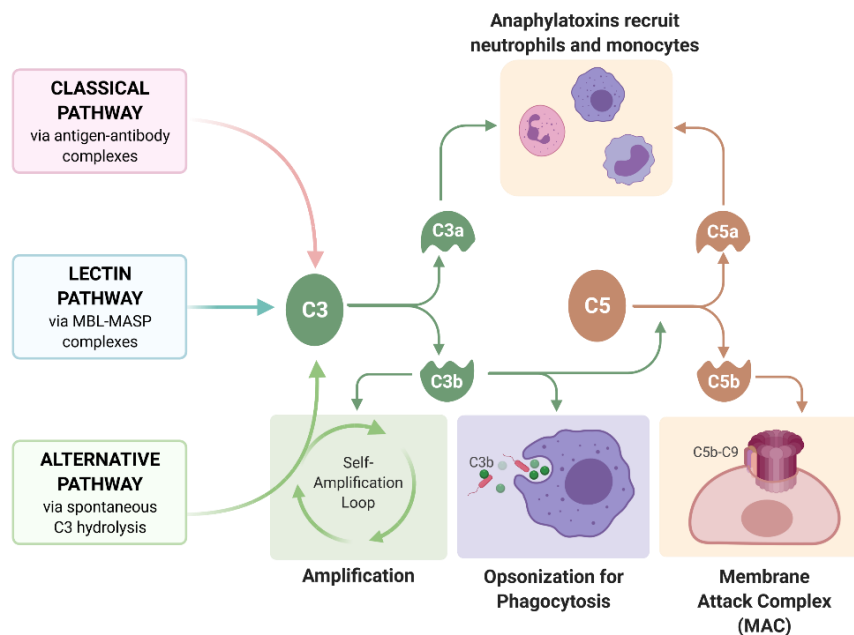 Anaphylatoxins recruit
neutrophils and monocytes
CLASSICAL
PATHWAY
via antigen-antibody
complexes
LECTIN
PATHWAY
via MBL-MASP
complexes
ALTERNATIVE
PATHWAY
via spontaneous
C3 hydrolysis
C3
C3a
C3b
C5
C5a
C5b
Self-
Amplification
Loop
Amplification
C3b
Opsonization for
Phagocytosis
C5b-C9
Membrane
Attack Complex
(MAC)